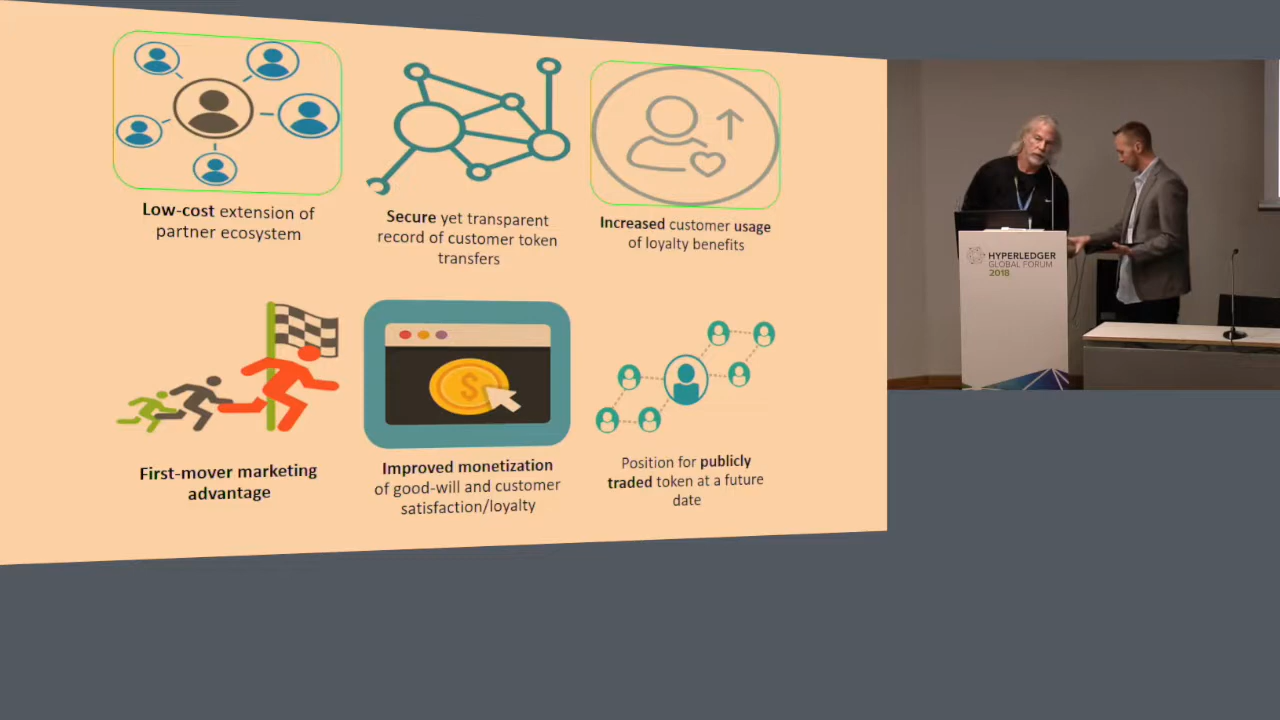 Low-cost extension of
partner ecosystem
Secure yet transparent
record of customer token
transfers
Increased customer usage
of loyalty benefits
First-mover marketing
advantage
$
Improved monetization
of good-will and customer
satisfaction/loyalty
Position for publicly
traded token at a future
date
HYPERLEDGER
GLOBAL FORUM
2018